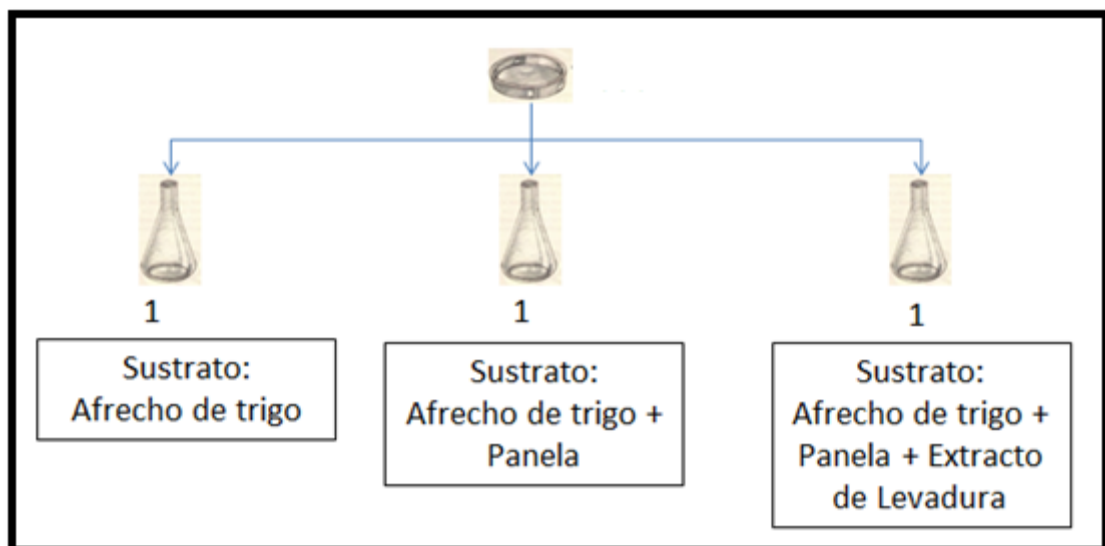 1
Sustrato:
Afrecho de trigo
1
Sustrato:
Afrecho de trigo +
Panela
1
Sustrato:
Afrecho de trigo +
Panela + Extracto
de Levadura